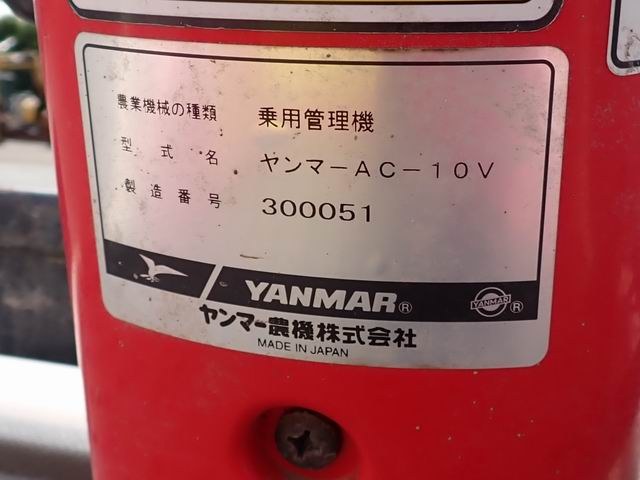 農業機械の種類 乗用管理機
型式名 ヤンマーAC-10V
製造番号 300051
YANMAR®
YANMAR ®
ヤンマー農機株式会社
MADE IN JAPAN